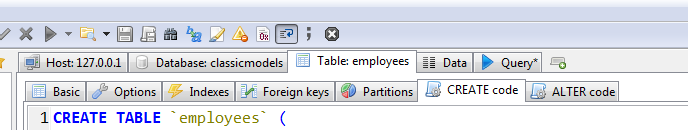 Host: 127.0.0.1 Database: classicmodels Table: employees Data Query*
Basic Options Indexes Foreign keys Partitions CREATE code ALTER code
1 CREATE TABLE `employees` (